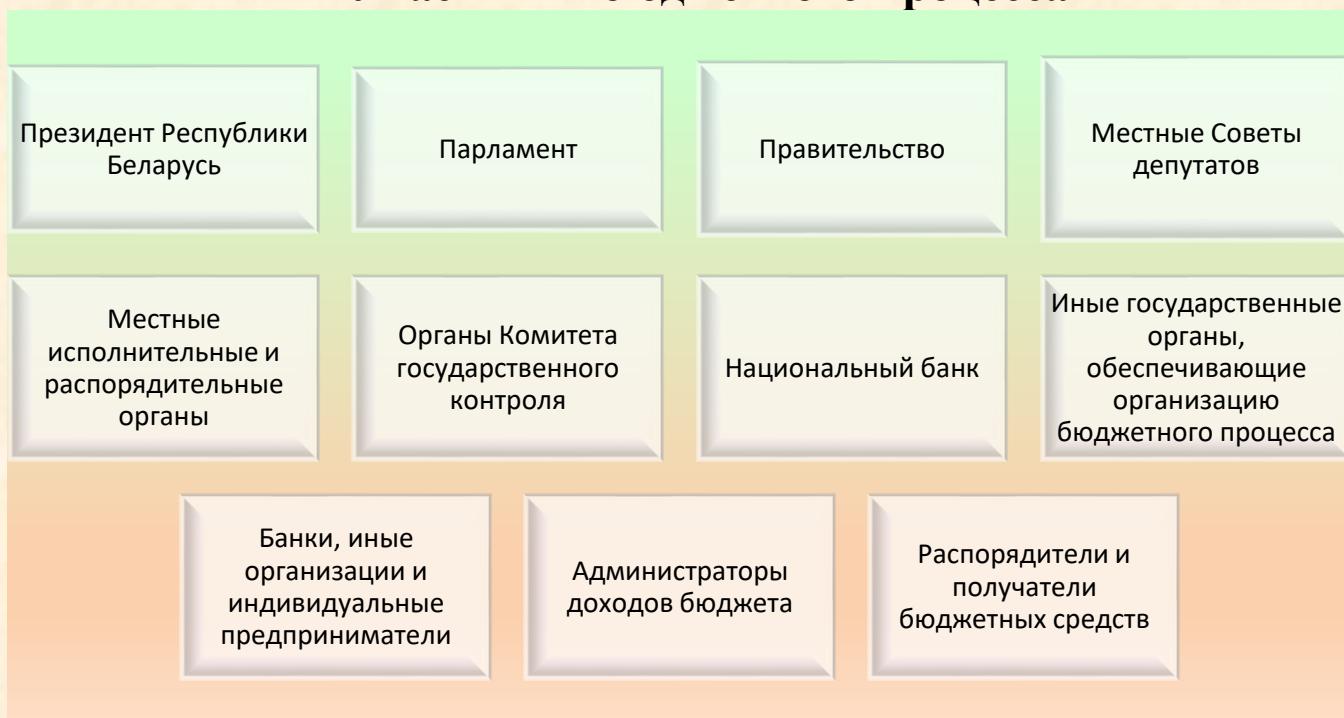 Президент Республики
Беларусь
Парламент
Правительство
Местные Советы
депутатов
Местные
исполнительные и
распорядительные
органы
Органы Комитета
государственного
контроля
Национальный банк
Иные государственные
органы,
обеспечивающие
организацию
бюджетного процесса
Банки, иные
организации и
индивидуальные
предприниматели
Администраторы
доходов бюджета
Распорядители и
получатели
бюджетных средств